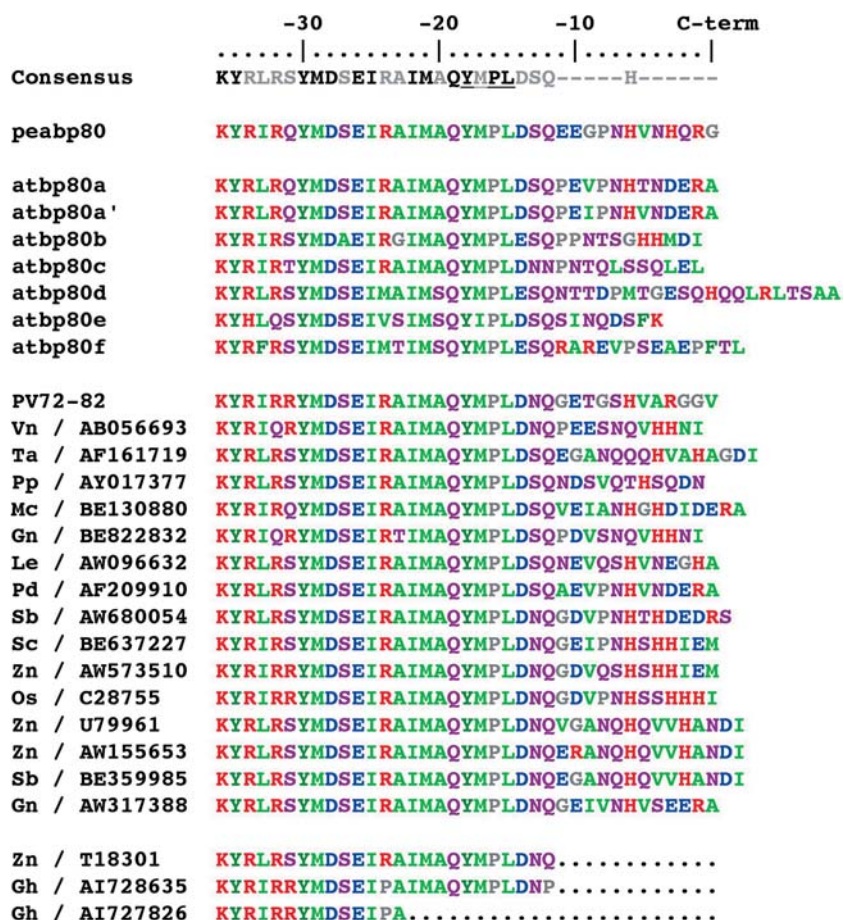 -30 -20 -10 C-term
......|.........|.........|.........|
Consensus KYRLRSYMDSEIRAIMAQYMPLDSQ-----H------
peabp80 KYRIRQYMDSEIRAIMAQYMPLDSQEEGPNHVNHQRG
atbp80a KYRLRQYMDSEIRAIMAQYMPLDSQPEVPNHTNDERA
atbp80a' KYRLRQYMDSEIRAIMAQYMPLDSQPEIPNHVNDERA
atbp80b KYRIRSYMDAEIRGIMAQYMPLESQPPNTSGHHMDI
atbp80c KYRIRTYMDSEIRAIMAQYMPLDNNPNTQLSSQLEL
atbp80d KYRLRSYMDSEIMAIMSQYMPLESQNTTDPMTGESQHQQLRLTSAA
atbp80e KYHLQSYMDSEIVSIMSQYIPLDSQSINQDSFK
atbp80f KYRFRSYMDSEIMTIMSQYMPLESQRAREVPSEAEPFTL
PV72-82 KYRIRRYMDSEIRAIMAQYMPLDNQGETGSHVARGGV
Vn / AB056693 KYRIQRYMDSEIRAIMAQYMPLDNQPEESNQVHHNI
Ta / AF161719 KYRLRSYMDSEIRAIMAQYMPLDSQEGANQQQHVAHAGDI
Pp / AY017377 KYRLRSYMDSEIRAIMAQYMPLDSQNDSVQTHSQDN
Mc / BE130880 KYRIRQYMDSEIRAIMAQYMPLDSQVEIANHGHDIDERA
Gn / BE822832 KYRIQRYMDSEIRTIMAQYMPLDSQPDVSNQVHHNI
Le / AW096632 KYRLRSYMDSEIRAIMAQYMPLDSQNEVQSHVNEGHA
Pd / AF209910 KYRLRSYMDSEIRAIMAQYMPLDSQAEVPNHVNDERA
Sb / AW680054 KYRLRSYMDSEIRAIMAQYMPLDNQGDVPNHTHDEDRS
Sc / BE637227 KYRIRRYMDSEIRAIMAQYMPLDNQGEIPNHSHHIEM
Zn / AW573510 KYRIRRYMDSEIRAIMAQYMPLDNQGDVQSHSHHIEM
Os / C28755 KYRIRRYMDSEIRAIMAQYMPLDNQGDVPNHSSHHHI
Zn / U79961 KYRLRSYMDSEIRAIMAQYMPLDNQVGANQHQVVHANDI
Zn / AW155653 KYRLRSYMDSEIRAIMAQYMPLDNQERANQHQVVHANDI
Sb / BE359985 KYRLRSYMDSEIRAIMAQYMPLDNQEGANQHQVVHANDI
Gn / AW317388 KYRLRSYMDSEIRAIMAQYMPLDNQGEIVNHVSEERA
Zn / T18301 KYRLRSYMDSEIRAIMAQYMPLDNQ............
Gh / AI728635 KYRIRRYMDSEIPAIMAQYMPLDNP............
Gh / AI727826 KYRIRRYMDSEIPA.......................